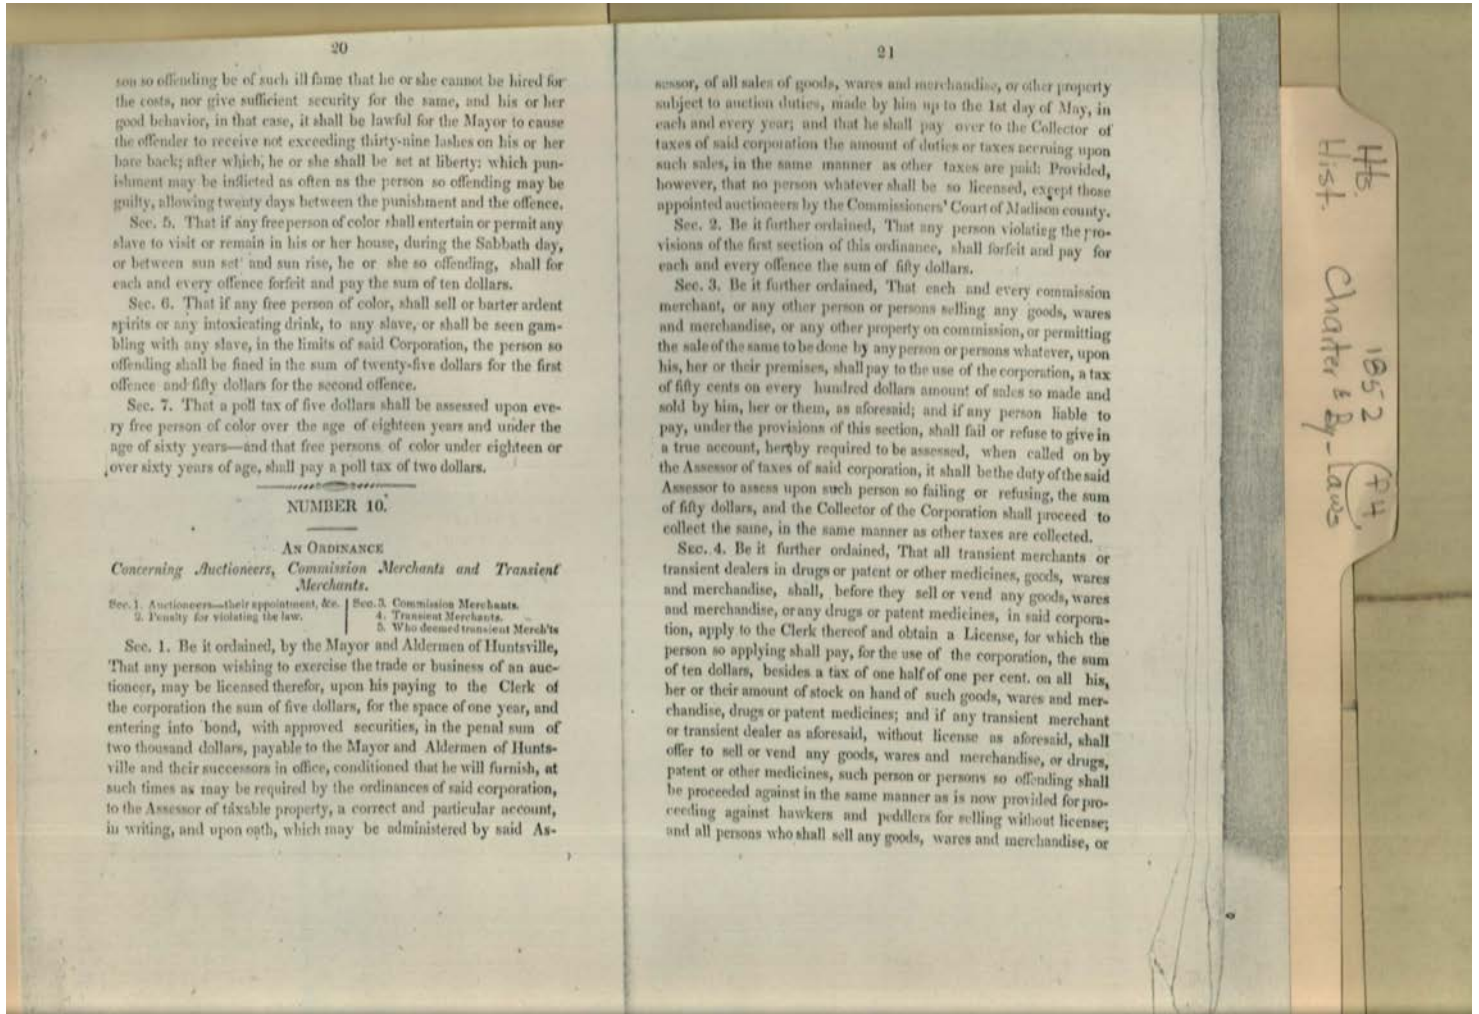 20
son so offending be of such ill fame that he or she cannot be hired for
the costs, nor give sufficient security for the same, and his or her
good behavior, in that case, it shall be lawful for the Mayor to cause
the offender to receive not exceeding thirty-nine lashes on his or her
bare back; after which, he or she shall be set at liberty; which pun-
ishment may be inflicted as often as the person so offending may be
guilty, allowing twenty days between the punishment and the offence.
Sec. 5. That if any free person of color shall entertain or permit any
slave to visit or remain in his or her house, during the Sabbath day,
or between sun set and sun rise, he or she so offending, shall for
each and every offence forfeit and pay the sum of ten dollars.
Sec. 6. That if any free person of color, shall sell or barter ardent
spirits or any intoxicating drink, to any slave, or shall be seen gam-
bling with any slave, in the limits of said Corporation, the person so
offending shall be fined in the sum of twenty-five dollars for the first
offence and fifty dollars for the second offence.
Sec. 7. That a poll tax of five dollars shall be assessed upon eve-
ry free person of color over the age of eighteen years and under the
age of sixty years—and that free persons of color under eighteen or
over sixty years of age, shall pay a poll tax of two dollars.
NUMBER 10.
AN ORDINANCE
Concerning Auctioneers, Commission Merchants and Transient
Merchants.
Sec. 1. Auctioneers—their appointment, &c.
2. Penalty for violating the law.
Sec. 3. Commission Merchants.
4. Transient Merchants.
5. Who deemed transient Merch'ts
Sec. 1. Be it ordained, by the Mayor and Aldermen of Huntsville,
That any person wishing to exercise the trade or business of an auc-
tioneer, may be licensed therefor, upon his paying to the Clerk of
the corporation the sum of five dollars, for the space of one year, and
entering into bond, with approved securities, in the penal sum of
two thousand dollars, payable to the Mayor and Aldermen of Hunts-
ville and their successors in office, conditioned that he will furnish, at
such times as may be required by the ordinances of said corporation,
to the Assessor of taxable property, a correct and particular account,
in writing, and upon oath, which may be administered by said As-
21
sessor, of all sales of goods, wares and merchandise, or other property
subject to auction duties, made by him up to the 1st day of May, in
each and every year; and that he shall pay over to the Collector of
taxes of said corporation the amount of duties or taxes accruing upon
such sales, in the same manner as other taxes are paid: Provided,
however, that no person whatever shall be so licensed, except those
appointed auctioneers by the Commissioners' Court of Madison county.
Sec. 2. Be it further ordained, That any person violating the pro-
visions of the first section of this ordinance, shall forfeit and pay for
each and every offence the sum of fifty dollars.
Sec. 3. Be it further ordained, That each and every commission
merchant, or any other person or persons selling any goods, wares
and merchandise, or any other property on commission, or permitting
the sale of the same to be done by any person or persons whatever, upon
his, her or their premises, shall pay to the use of the corporation, a tax
of fifty cents on every hundred dollars amount of sales so made and
sold by him, her or them, as aforesaid; and if any person liable to
pay, under the provisions of this section, shall fail or refuse to give in
a true account, hereby required to be assessed, when called on by
the Assessor of taxes of said corporation, it shall be the duty of the said
Assessor to assess upon such person so failing or refusing, the sum
of fifty dollars, and the Collector of the Corporation shall proceed to
collect the same, in the same manner as other taxes are collected.
SEC. 4. Be it further ordained, That all transient merchants or
transient dealers in drugs or patent or other medicines, goods, wares
and merchandise, shall, before they sell or vend any goods, wares
and merchandise, or any drugs or patent medicines, in said corpora-
tion, apply to the Clerk thereof and obtain a License, for which the
person so applying shall pay, for the use of the corporation, the sum
of ten dollars, besides a tax of one half of one per cent. on all his,
her or their amount of stock on hand of such goods, wares and mer-
chandise, drugs or patent medicines; and if any transient merchant
or transient dealer as aforesaid, without license as aforesaid, shall
offer to sell or vend any goods, wares and merchandise, or drugs,
patent or other medicines, such person or persons so offending shall
be proceeded against in the same manner as is now provided for pro-
ceeding against hawkers and peddlers for selling without license;
and all persons who shall sell any goods, wares and merchandise, or
Hist. Charter & By-Laws
1852 P4.